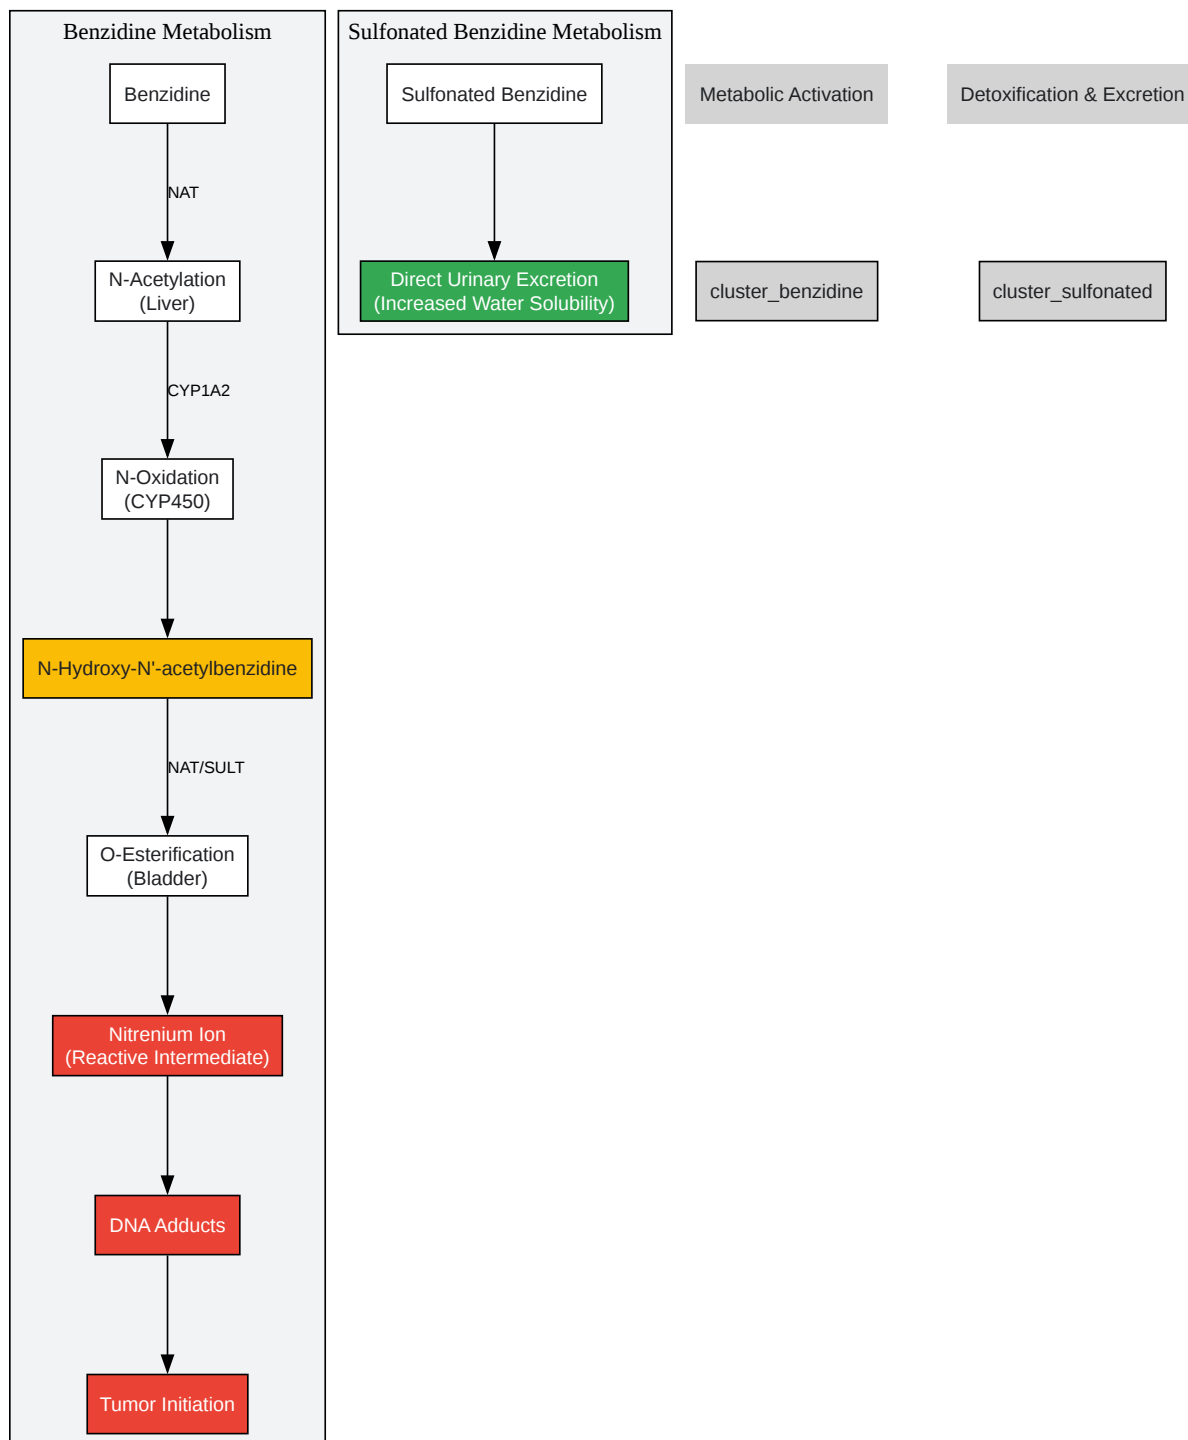 Benzidine Metabolism
Benzidine
NAT
N-Acetylation
(Liver)
CYP1A2
N-Oxidation
(CYP450)
N-Hydroxy-N'-acetylbenzidine
NAT/SULT
O-Esterification
(Bladder)
Nitrenium Ion
(Reactive Intermediate)
DNA Adducts
Tumor Initiation
Sulfonated Benzidine Metabolism
Sulfonated Benzidine
Direct Urinary Excretion
(Increased Water Solubility)
Metabolic Activation
cluster_benzidine
Detoxification & Excretion
cluster_sulfonated